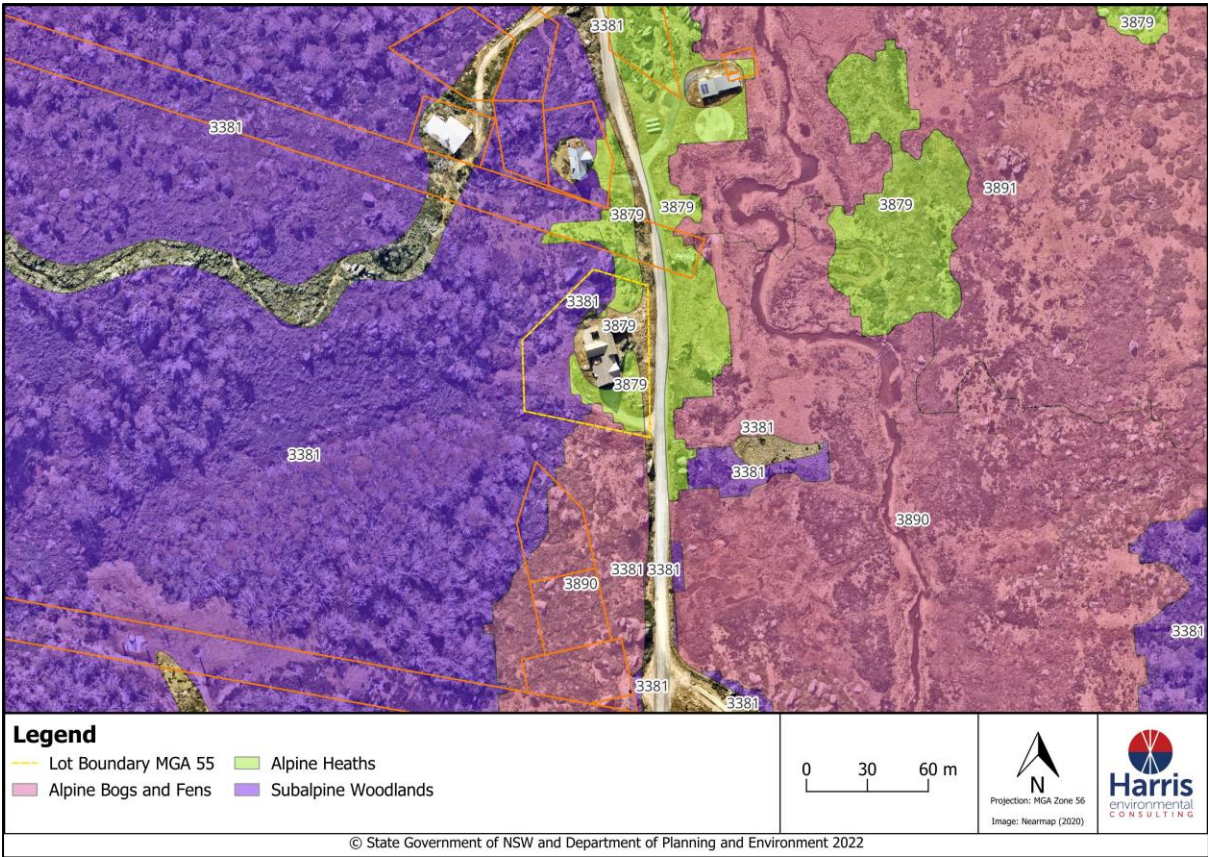 3381
3879
3381
3891
3879
3879
3879
3381
3879
3879
3381
3381
3381
3890
3890
3381
3381
3381
3381
3381
Legend
Lot Boundary MGA 55
Alpine Heaths
Alpine Bogs and Fens
Subalpine Woodlands
0 30 60 m
N
Projection: MGA Zone 56
Image: Nearmap (2020)
Harris
environmental
CONSULTING
© State Government of NSW and Department of Planning and Environment 2022